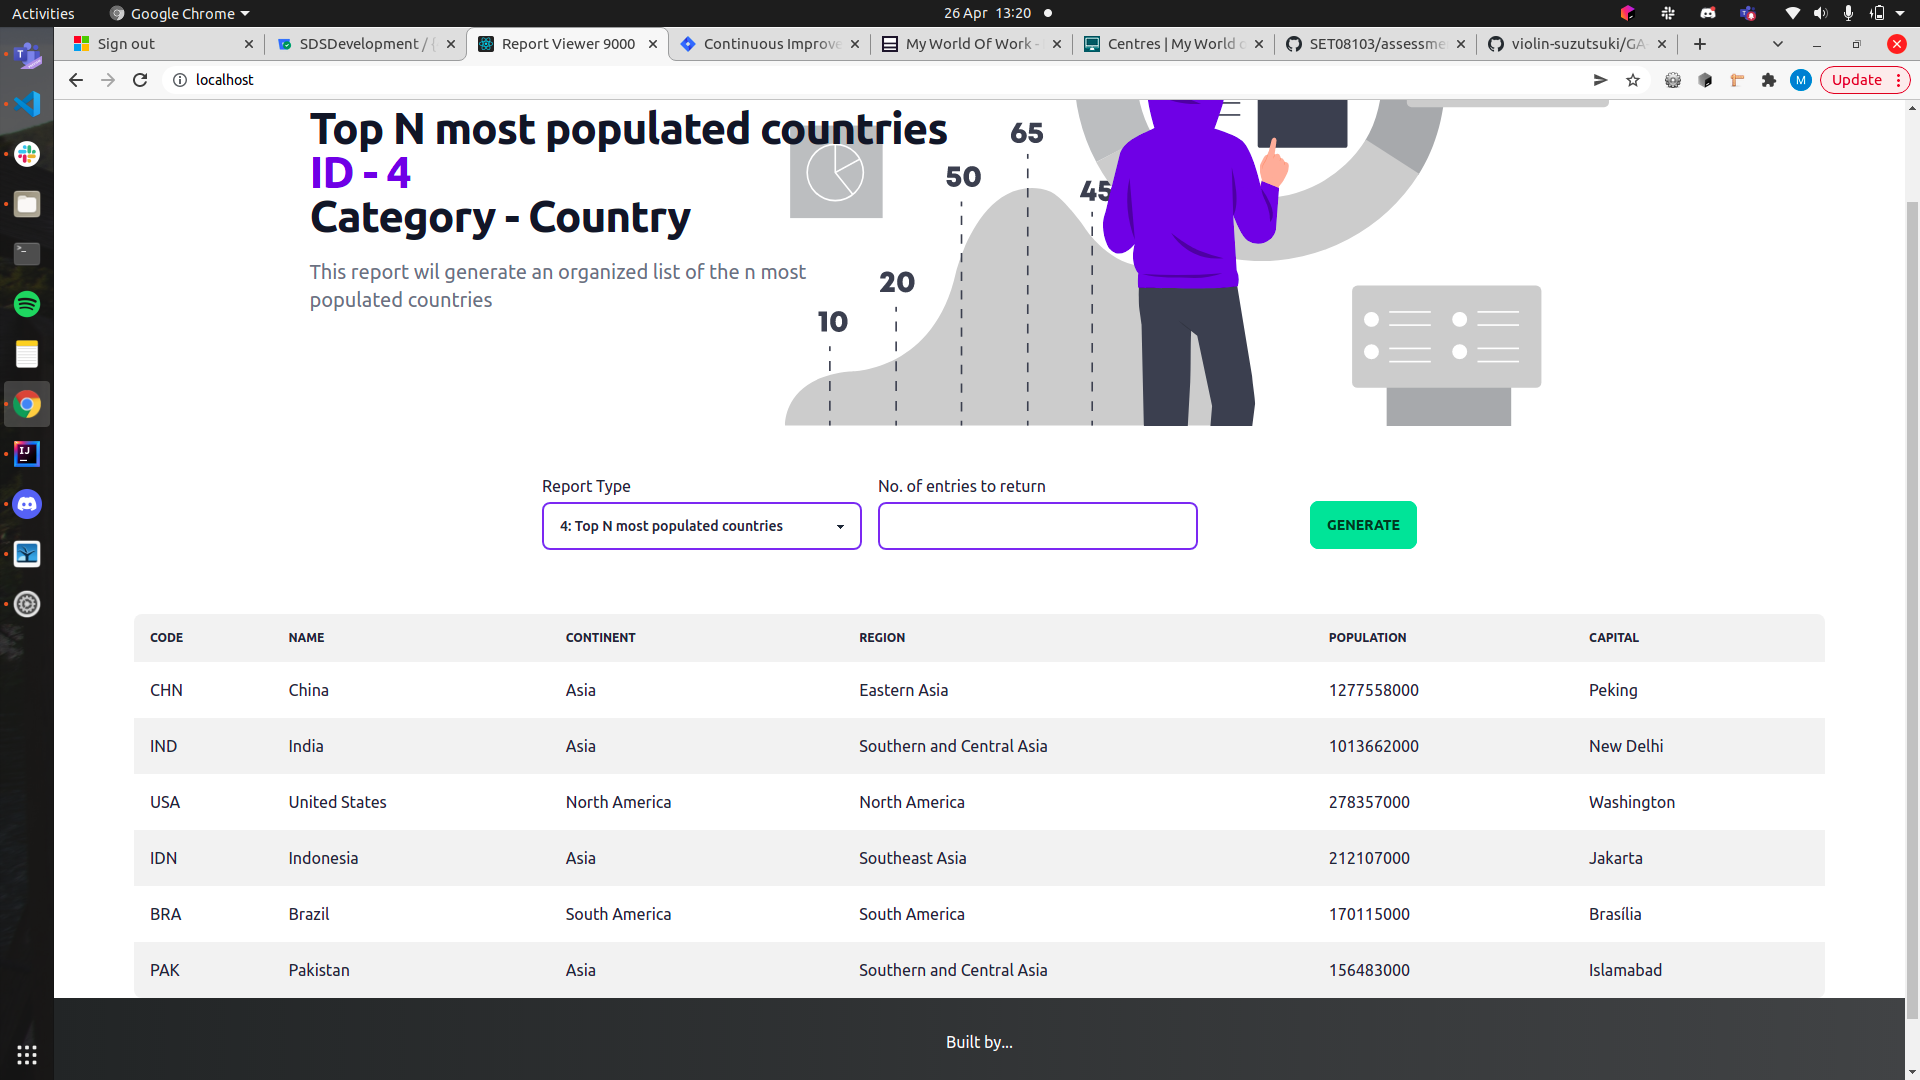 Activities
Google Chrome
26 Apr 13:20
Sign out
SDSDevelopment / {
Report Viewer 9000
Continuous Improve
My World Of Work -
Centres | My World o
SET08103/assessme
violin-suzutsuki/GA
localhost
M
Update
Top N most populated countries
ID - 4
Category - Country
This report wil generate an organized list of the n most
populated countries
10
20
50
65
45
Report Type
No. of entries to return
4: Top N most populated countries
GENERATE
CODE NAME CONTINENT REGION POPULATION CAPITAL
CHN China Asia Eastern Asia 1277558000 Peking
IND India Asia Southern and Central Asia 1013662000 New Delhi
USA United States North America North America 278357000 Washington
IDN Indonesia Asia Southeast Asia 212107000 Jakarta
BRA Brazil South America South America 170115000 Brasília
PAK Pakistan Asia Southern and Central Asia 156483000 Islamabad
Built by...